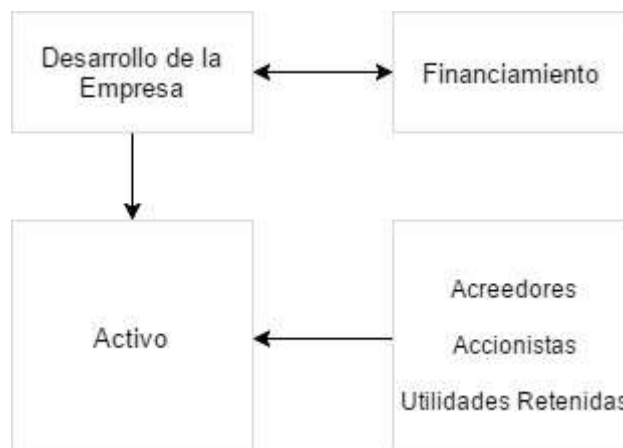 Desarrollo de la
Empresa
Financiamiento
Activo
Acreedores
Accionistas
Utilidades Retenidas